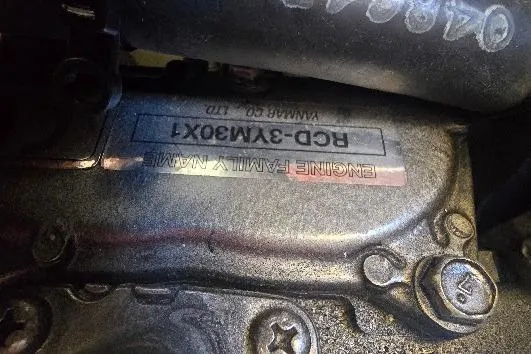 ENGINE FAMILY NAME
RCD-3YM30X1
YANMAR CO., LTD.